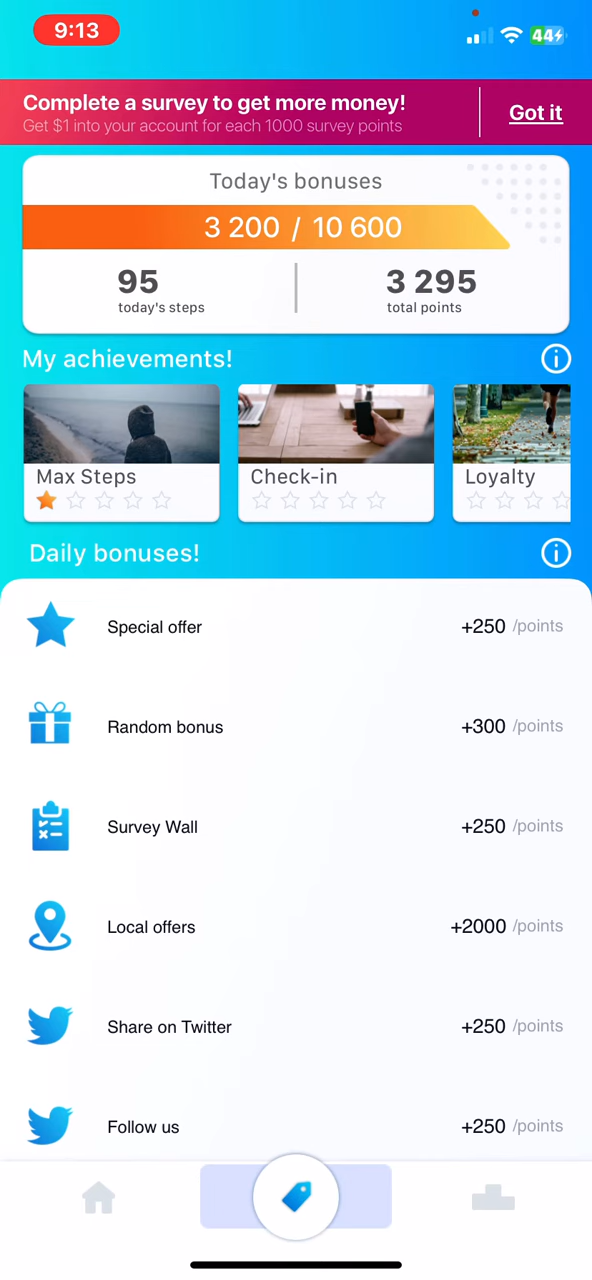 9:13
44
Complete a survey to get more money!
Get $1 into your account for each 1000 survey points
Got it
Today's bonuses
3 200 / 10 600
95
today's steps
3 295
total points
My achievements!
Max Steps
Check-in
Loyalty
Daily bonuses!
Special offer
+250 /points
Random bonus
+300 /points
Survey Wall
+250 /points
Local offers
+2000 /points
Share on Twitter
+250 /points
Follow us
+250 /points